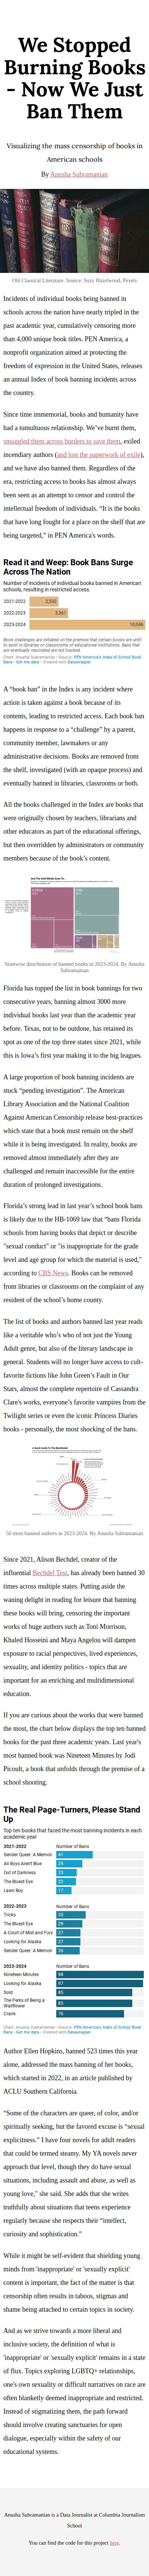 We Stopped
Burning Books
- Now We Just
Ban Them
Visualizing the mass censorship of books in
American schools
By Anusha Subramanian
Old Classical Literature. Source: Suzy Hazelwood, Pexels
Incidents of individual books being banned in
schools across the nation have nearly tripled in the
past academic year, cumulatively censoring more
than 4,000 unique book titles. PEN America, a
nonprofit organization aimed at protecting the
freedom of expression in the United States, releases
an annual Index of book banning incidents across
the country.
Since time immemorial, books and humanity have
had a tumultuous relationship. We've burnt them,
smuggled them across borders to save them, exiled
incendiary authors (and lost the paperwork of exile),
and we have also banned them. Regardless of the
era, restricting access to books has almost always
been seen as an attempt to censor and control the
intellectual freedom of individuals. "It is the books
that have long fought for a place on the shelf that are
being targeted," in PEN America's words.
Read it and Weep: Book Bans Surge
Across The Nation
Number of incidents of individual books banned in American
schools, resulting in restricted access.
2021-2022 2,532
2022-2023 3,361
2023-2024 10,046
Book challenges are initiated on the premise that certain books are unfit
to exist in libraries or classrooms of educational institutions. Bans that
are eventually rescinded are not tracked.
Chart: Anusha Subramanian • Source: PEN America's Index of School Book
Bans • Get the data • Created with Datawrapper
A "book ban" in the Index is any incident where
action is taken against a book because of its
contents, leading to restricted access. Each book ban
happens in response to a "challenge" by a parent,
community member, lawmakers or any
administrative decisions. Books are removed from
the shelf, investigated (with an opaque process) and
eventually banned in libraries, classrooms or both.
All the books challenged in the Index are books that
were originally chosen by teachers, librarians and
other educators as part of the educational offerings,
but then overridden by administrators or community
members because of the book's content.
And The Gold Medal Goes To...
Statewise distribution of banned books in 2023-2024. By Anusha
Subramanian
Florida has topped the list in book bannings for two
consecutive years, banning almost 3000 more
individual books last year than the academic year
before. Texas, not to be outdone, has retained its
spot as one of the top three states since 2021, while
this is Iowa's first year making it to the big leagues.
A large proportion of book banning incidents are
stuck "pending investigation". The American
Library Association and the National Coalition
Against American Censorship release best-practices
which state that a book must remain on the shelf
while it is being investigated. In reality, books are
removed almost immediately after they are
challenged and remain inaccessible for the entire
duration of prolonged investigations.
Florida's strong lead in last year's school book bans
is likely due to the HB-1069 law that "bans Florida
schools from having books that depict or describe
"sexual conduct" or "is inappropriate for the grade
level and age group for which the material is used,"
according to CBS News. Books can be removed
from libraries or classrooms on the complaint of any
resident of the school's home county.
The list of books and authors banned last year reads
like a veritable who's who of not just the Young
Adult genre, but also of the literary landscape in
general. Students will no longer have access to cult-
favorite fictions like John Green's Fault in Our
Stars, almost the complete repertoire of Cassandra
Clare's works, everyone's favorite vampires from the
Twilight series or even the iconic Princess Diaries
books - personally, the most shocking of the bans.
50 most banned authors in 2023-2024. By Anusha Subramanian
Since 2021, Alison Bechdel, creator of the
influential Bechdel Test, has already been banned 30
times across multiple states. Putting aside the
waning delight in reading for leisure that banning
these books will bring, censoring the important
works of huge authors such as Toni Morrison,
Khaled Hosseini and Maya Angelou will dampen
exposure to racial perspectives, lived experiences,
sexuality, and identity politics - topics that are
important for an enriching and multidimensional
education.
If you are curious about the works that were banned
the most, the chart below displays the top ten banned
books for the past three academic years. Last year's
most banned book was Nineteen Minutes by Jodi
Picoult, a book that unfolds through the premise of a
school shooting.
The Real Page-Turners, Please Stand
Up
Top ten books that faced the most banning incidents in each
academic year
2021-2022 Number of Bans
Gender Queer: A Memoir 41
All Boys Aren't Blue 29
Out of Darkness 23
The Bluest Eye 22
Lawn Boy 17
2022-2023 Number of Bans
Tricks 33
The Bluest Eye 29
A Court of Mist and Fury 27
Looking for Alaska 27
Gender Queer: A Memoir 26
2023-2024 Number of Bans
Nineteen Minutes 98
Looking for Alaska 97
Sold 85
The Perks of Being a
Wallflower 85
Crank 76
Chart: Anusha Subramanian • Source: PEN America's Index of School Book
Bans • Get the data • Created with Datawrapper
Author Ellen Hopkins, banned 523 times this year
alone, addressed the mass banning of her books,
which started in 2022, in an article published by
ACLU Southern California.
"Some of the characters are queer, of color, and/or
spiritually seeking, but the favored excuse is "sexual
explicitness." I have four novels for adult readers
that could be termed steamy. My YA novels never
approach that level, though they do have sexual
situations, including assault and abuse, as well as
young love," she said. She adds that she writes
truthfully about situations that teens experience
regularly because she respects their "intellect,
curiosity and sophistication."
While it might be self-evident that shielding young
minds from 'inappropriate' or 'sexually explicit'
content is important, the fact of the matter is that
censorship often results in taboos, stigmas and
shame being attached to certain topics in society.
And as we strive towards a more liberal and
inclusive society, the definition of what is
'inappropriate' or 'sexually explicit' remains in a state
of flux. Topics exploring LGBTQ+ relationships,
one's own sexuality or difficult narratives on race are
often blanketly deemed inappropriate and restricted.
Instead of stigmatizing them, the path forward
should involve creating sanctuaries for open
dialogue, especially within the safety of our
educational systems.
Anusha Subramanian is a Data Journalist at Columbia Journalism
School
You can find the code for this project here.